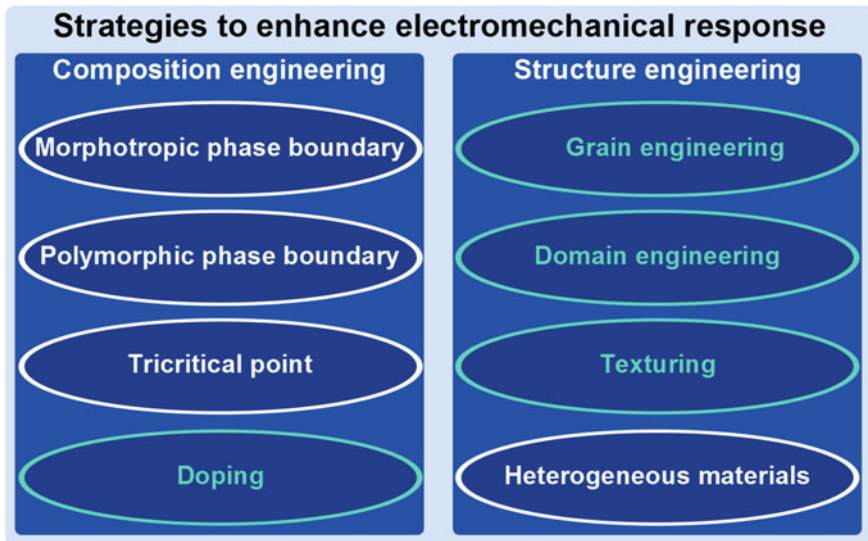 Strategies to enhance electromechanical response
Composition engineering
Morphotropic phase boundary
Polymorphic phase boundary
Tricritical point
Doping
Structure engineering
Grain engineering
Domain engineering
Texturing
Heterogeneous materials